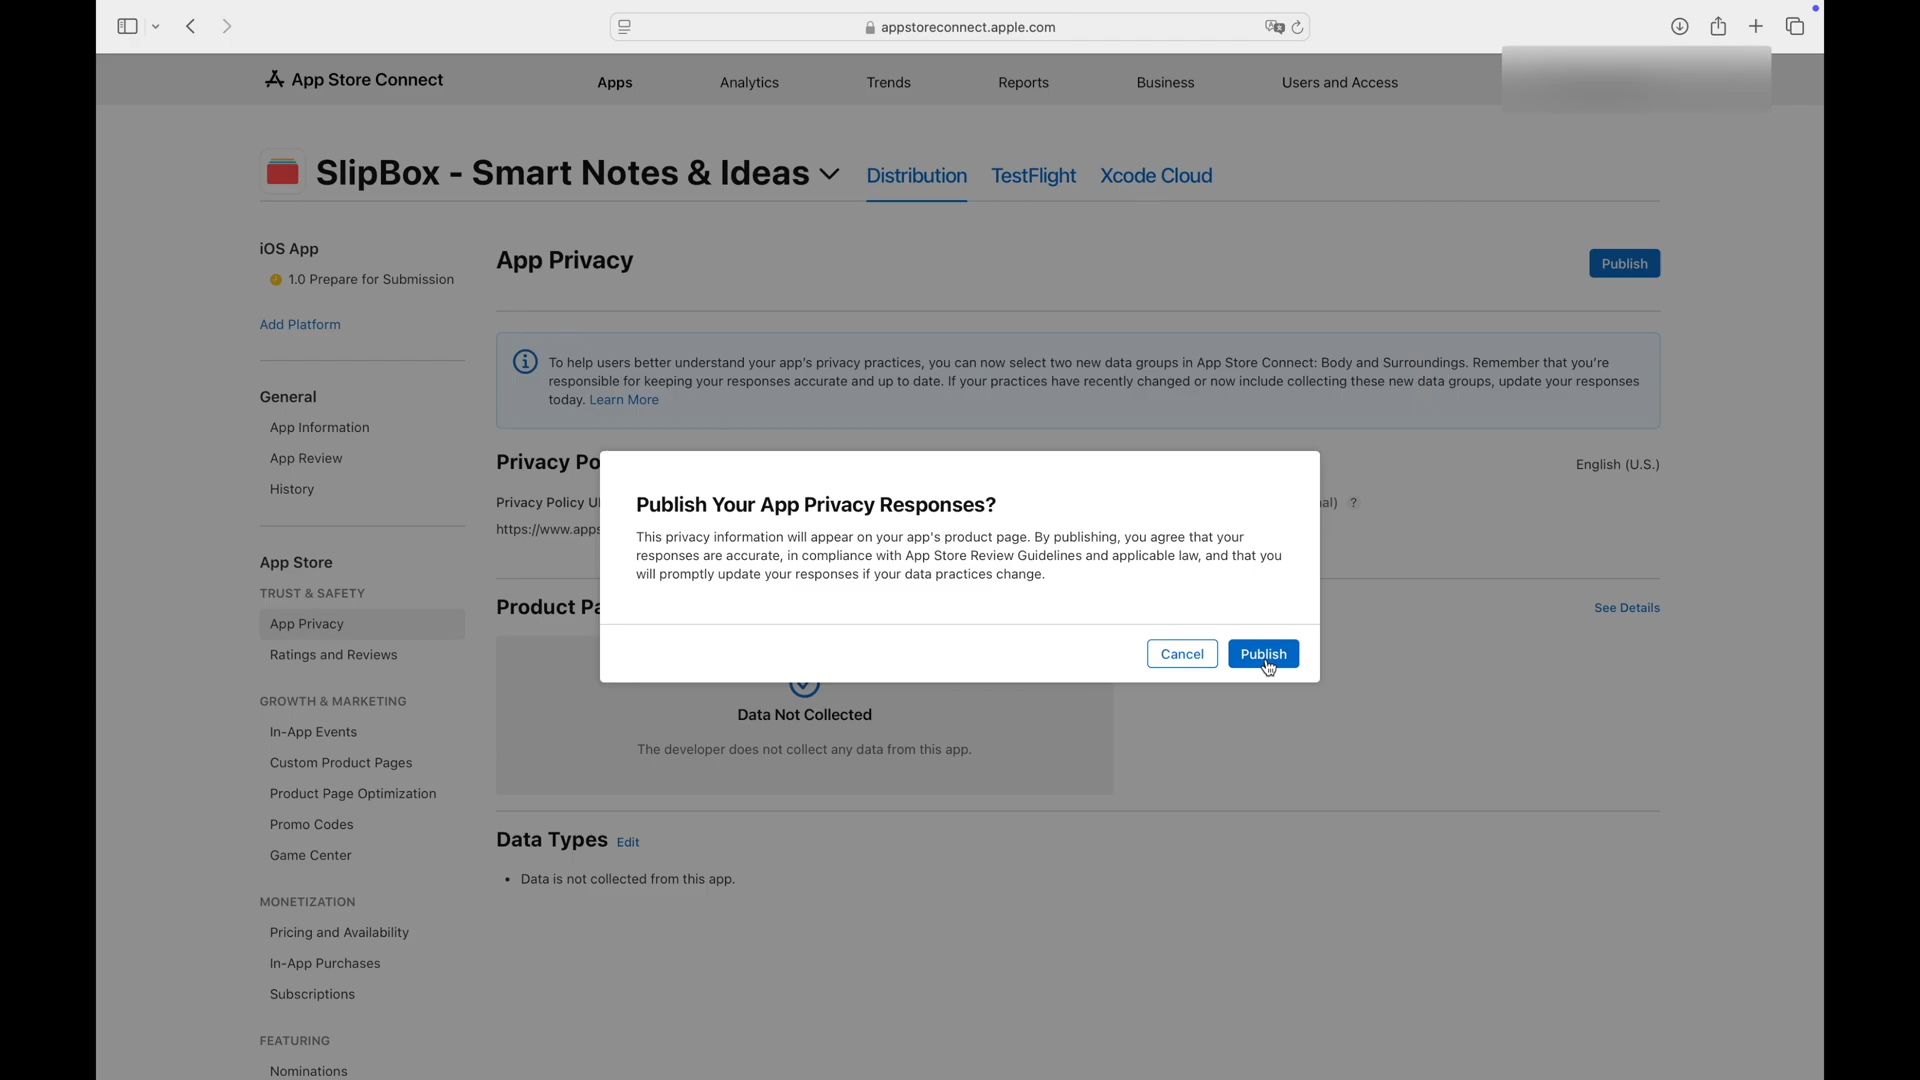 appstoreconnect.apple.com
App Store Connect
Apps
Analytics
Trends
Reports
Business
Users and Access
SlipBox - Smart Notes & Ideas
Distribution
TestFlight
Xcode Cloud
iOS App
1.0 Prepare for Submission
Add Platform
General
App Information
App Review
History
App Store
TRUST & SAFETY
App Privacy
Ratings and Reviews
GROWTH & MARKETING
In-App Events
Custom Product Pages
Product Page Optimization
Promo Codes
Game Center
MONETIZATION
Pricing and Availability
In-App Purchases
Subscriptions
FEATURING
Nominations
App Privacy
Publish
To help users better understand your app's privacy practices, you can now select two new data groups in App Store Connect: Body and Surroundings. Remember that you're
responsible for keeping your responses accurate and up to date. If your practices have recently changed or now include collecting these new data groups, update your responses
today. Learn More
Privacy Po
English (U.S.)
Privacy Policy U
al) ?
https://www.apps
Publish Your App Privacy Responses?
This privacy information will appear on your app's product page. By publishing, you agree that your
responses are accurate, in compliance with App Store Review Guidelines and applicable law, and that you
will promptly update your responses if your data practices change.
Cancel
Publish
Product Pa
See Details
Data Not Collected
The developer does not collect any data from this app.
Data Types Edit
• Data is not collected from this app.